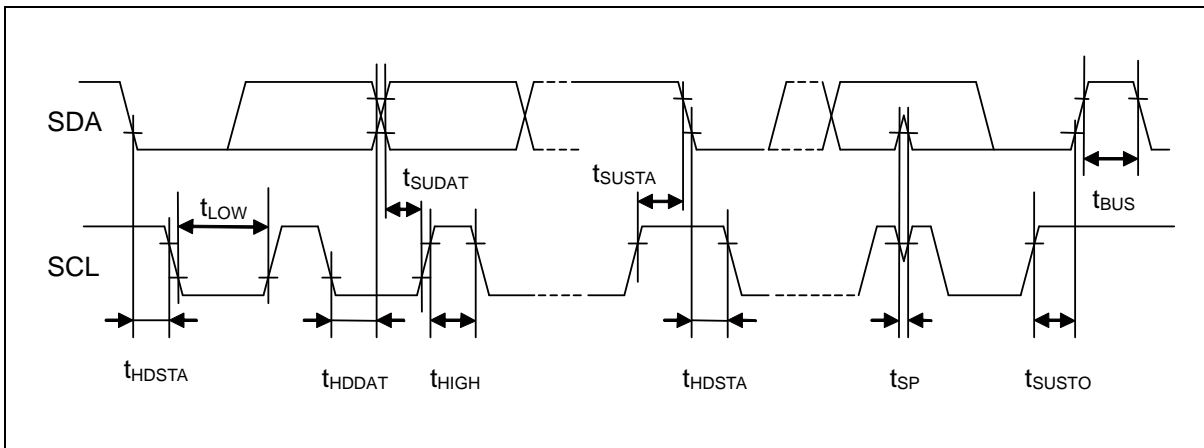 SDA
tSUDAT
tSUSTA
tLOW
tBUS
SCL
tHDSTA
tHDDAT
tHIGH
tHDSTA
tSP
tSUSTO